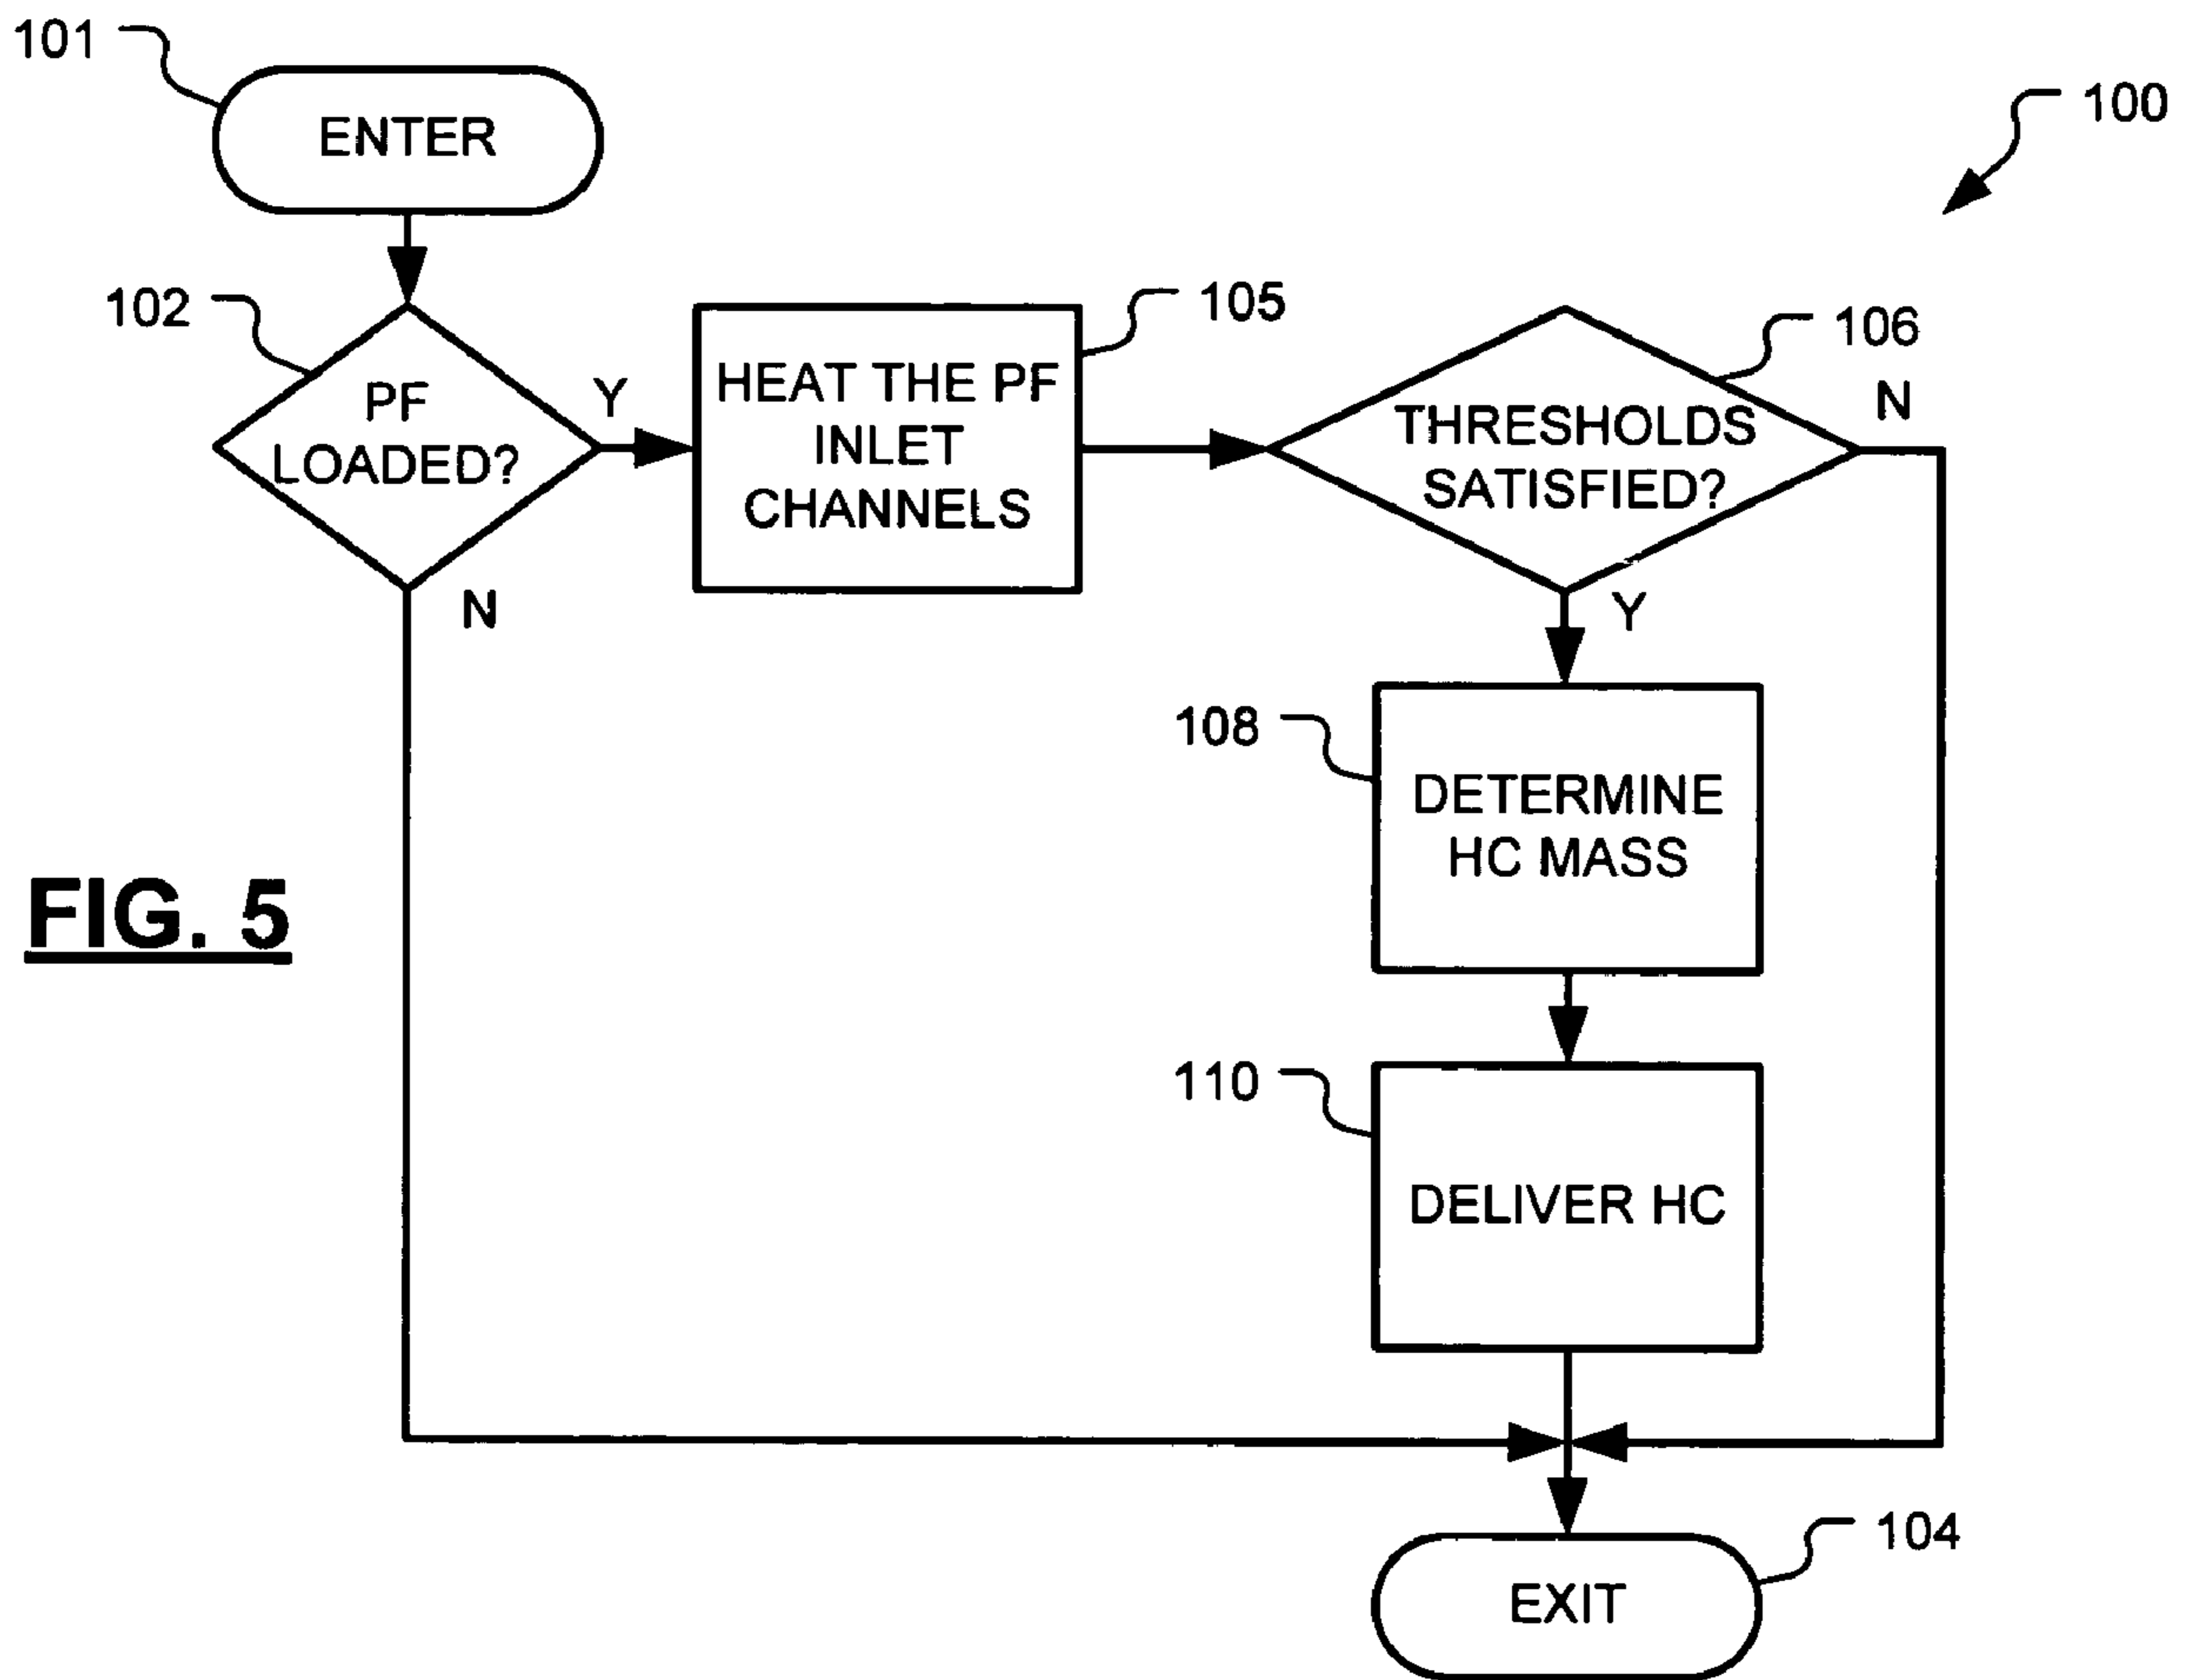 101
ENTER
100
102
PF
LOADED?
Y
N
HEAT THE PF
INLET
CHANNELS
105
THRESHOLDS
SATISFIED?
106
N
Y
108
DETERMINE
HC MASS
FIG. 5
110
DELIVER HC
104
EXIT